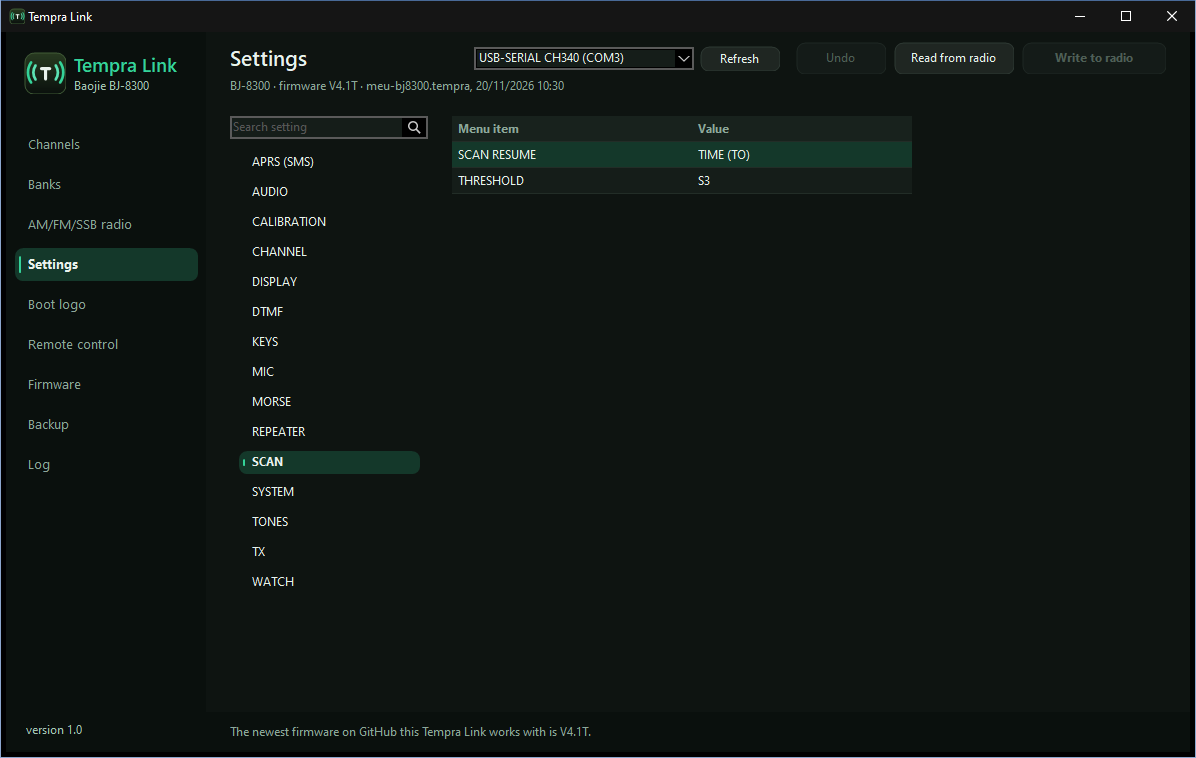 Tempra Link
Tempra Link
Baojie BJ-8300
Channels
Banks
AM/FM/SSB radio
Settings
Boot logo
Remote control
Firmware
Backup
Log
version 1.0
Settings
USB-SERIAL CH340 (COM3)
Refresh
Undo
Read from radio
Write to radio
BJ-8300 · firmware V4.1T · meu-bj8300.tempra, 20/11/2026 10:30
Search setting
APRS (SMS)
AUDIO
CALIBRATION
CHANNEL
DISPLAY
DTMF
KEYS
MIC
MORSE
REPEATER
SCAN
SYSTEM
TONES
TX
WATCH
Menu item Value
SCAN RESUME TIME (TO)
THRESHOLD S3
The newest firmware on GitHub this Tempra Link works with is V4.1T.